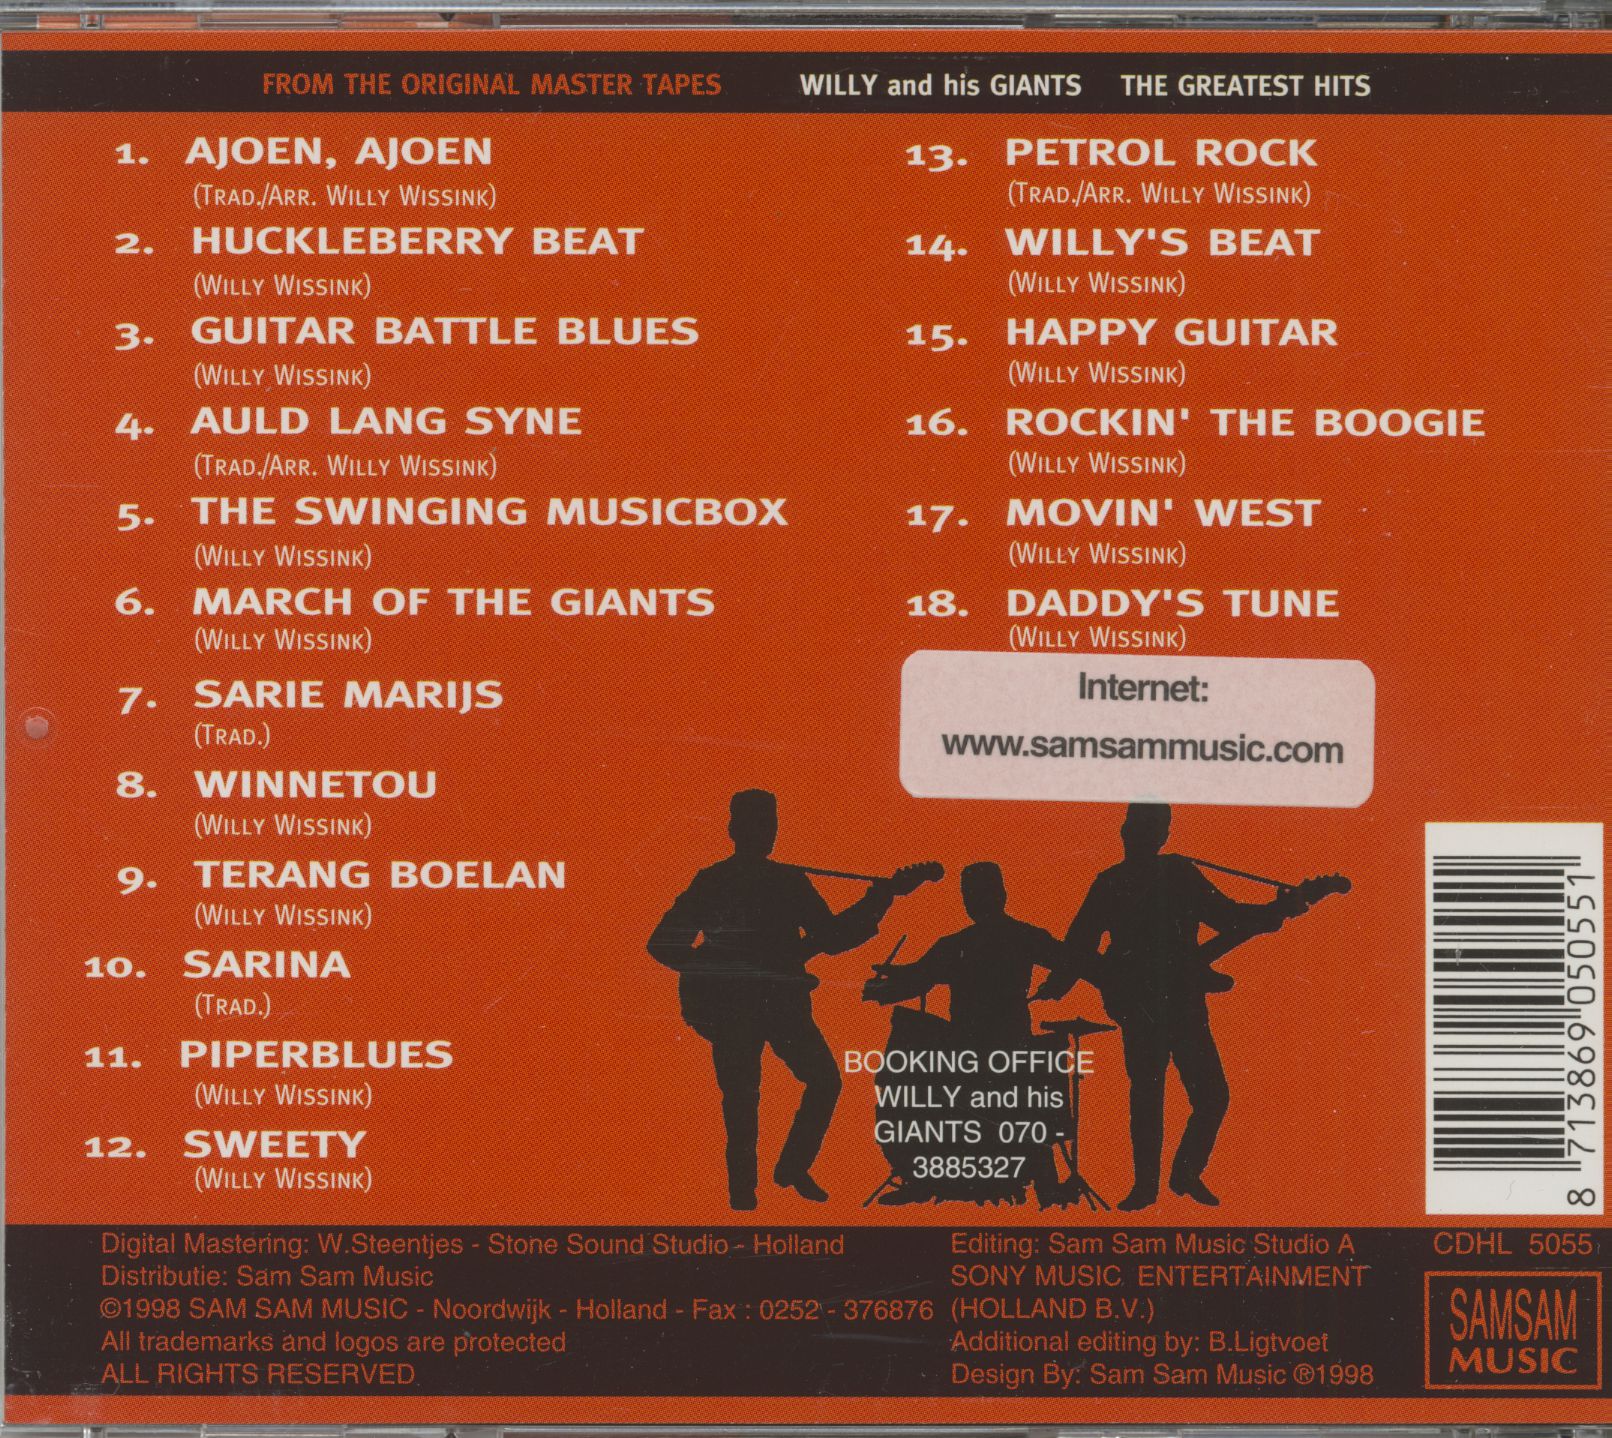 FROM THE ORIGINAL MASTER TAPES WILLY and his GIANTS THE GREATEST HITS
1. AJOEN, AJOEN
(TRAD./ARR. WILLY WISSINK)
2. HUCKLEBERRY BEAT
(WILLY WISSINK)
3. GUITAR BATTLE BLUES
(WILLY WISSINK)
4. AULD LANG SYNE
(TRAD./ARR. WILLY WISSINK)
5. THE SWINGING MUSICBOX
(WILLY WISSINK)
6. MARCH OF THE GIANTS
(WILLY WISSINK)
7. SARIE MARIJS
(TRAD.)
8. WINNETOU
(WILLY WISSINK)
9. TERANG BOELAN
(WILLY WISSINK)
10. SARINA
(TRAD.)
11. PIPERBLUES
(WILLY WISSINK)
12. SWEETY
(WILLY WISSINK)
13. PETROL ROCK
(TRAD./ARR. WILLY WISSINK)
14. WILLY'S BEAT
(WILLY WISSINK)
15. HAPPY GUITAR
(WILLY WISSINK)
16. ROCKIN' THE BOOGIE
(WILLY WISSINK)
17. MOVIN' WEST
(WILLY WISSINK)
18. DADDY'S TUNE
(WILLY WISSINK)
Internet:
www.samsammusic.com
BOOKING OFFICE
WILLY and his
GIANTS 070 -
3885327
8 713869 050551
Digital Mastering: W.Steentjes - Stone Sound Studio - Holland
Distributie: Sam Sam Music
©1998 SAM SAM MUSIC - Noordwijk - Holland - Fax : 0252 - 376876
All trademarks and logos are protected
ALL RIGHTS RESERVED
Editing: Sam Sam Music Studio A
SONY MUSIC ENTERTAINMENT
(HOLLAND B.V.)
Additional editing by: B.Ligtvoet
Design By: Sam Sam Music ®1998
CDHL 5055
SAMSAM
MUSIC